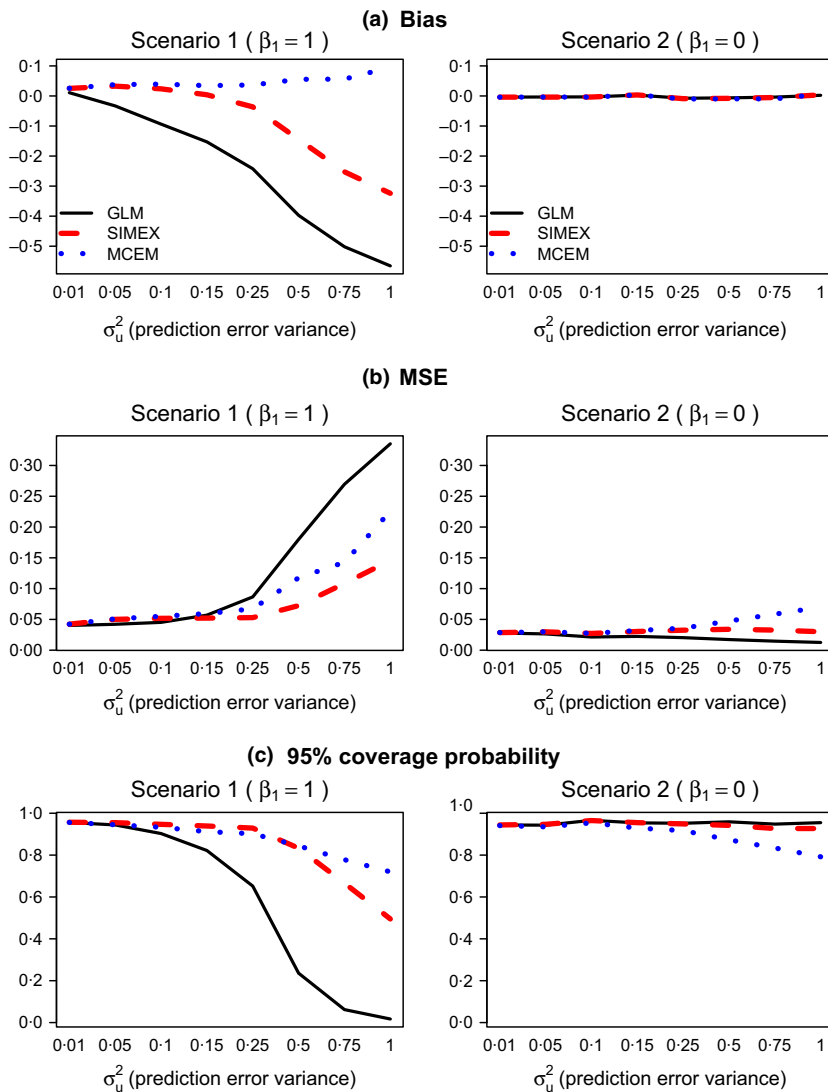 (a) Bias
Scenario 1 ( β₁ = 1 )
0·1
0·0
–0·1
–0·2
–0·3
–0·4
–0·5
GLM
SIMEX
MCEM
0·01 0·05 0·1 0·15 0·25 0·5 0·75 1
σ²ᵤ (prediction error variance)
Scenario 2 ( β₁ = 0 )
0·1
0·0
–0·1
–0·2
–0·3
–0·4
–0·5
GLM
SIMEX
MCEM
0·01 0·05 0·1 0·15 0·25 0·5 0·75 1
σ²ᵤ (prediction error variance)
(b) MSE
Scenario 1 ( β₁ = 1 )
0·30
0·25
0·20
0·15
0·10
0·05
0·00
0·01 0·05 0·1 0·15 0·25 0·5 0·75 1
σ²ᵤ (prediction error variance)
Scenario 2 ( β₁ = 0 )
0·30
0·25
0·20
0·15
0·10
0·05
0·00
0·01 0·05 0·1 0·15 0·25 0·5 0·75 1
σ²ᵤ (prediction error variance)
(c) 95% coverage probability
Scenario 1 ( β₁ = 1 )
1·0
0·8
0·6
0·4
0·2
0·0
0·01 0·05 0·1 0·15 0·25 0·5 0·75 1
σ²ᵤ (prediction error variance)
Scenario 2 ( β₁ = 0 )
1·0
0·8
0·6
0·4
0·2
0·0
0·01 0·05 0·1 0·15 0·25 0·5 0·75 1
σ²ᵤ (prediction error variance)